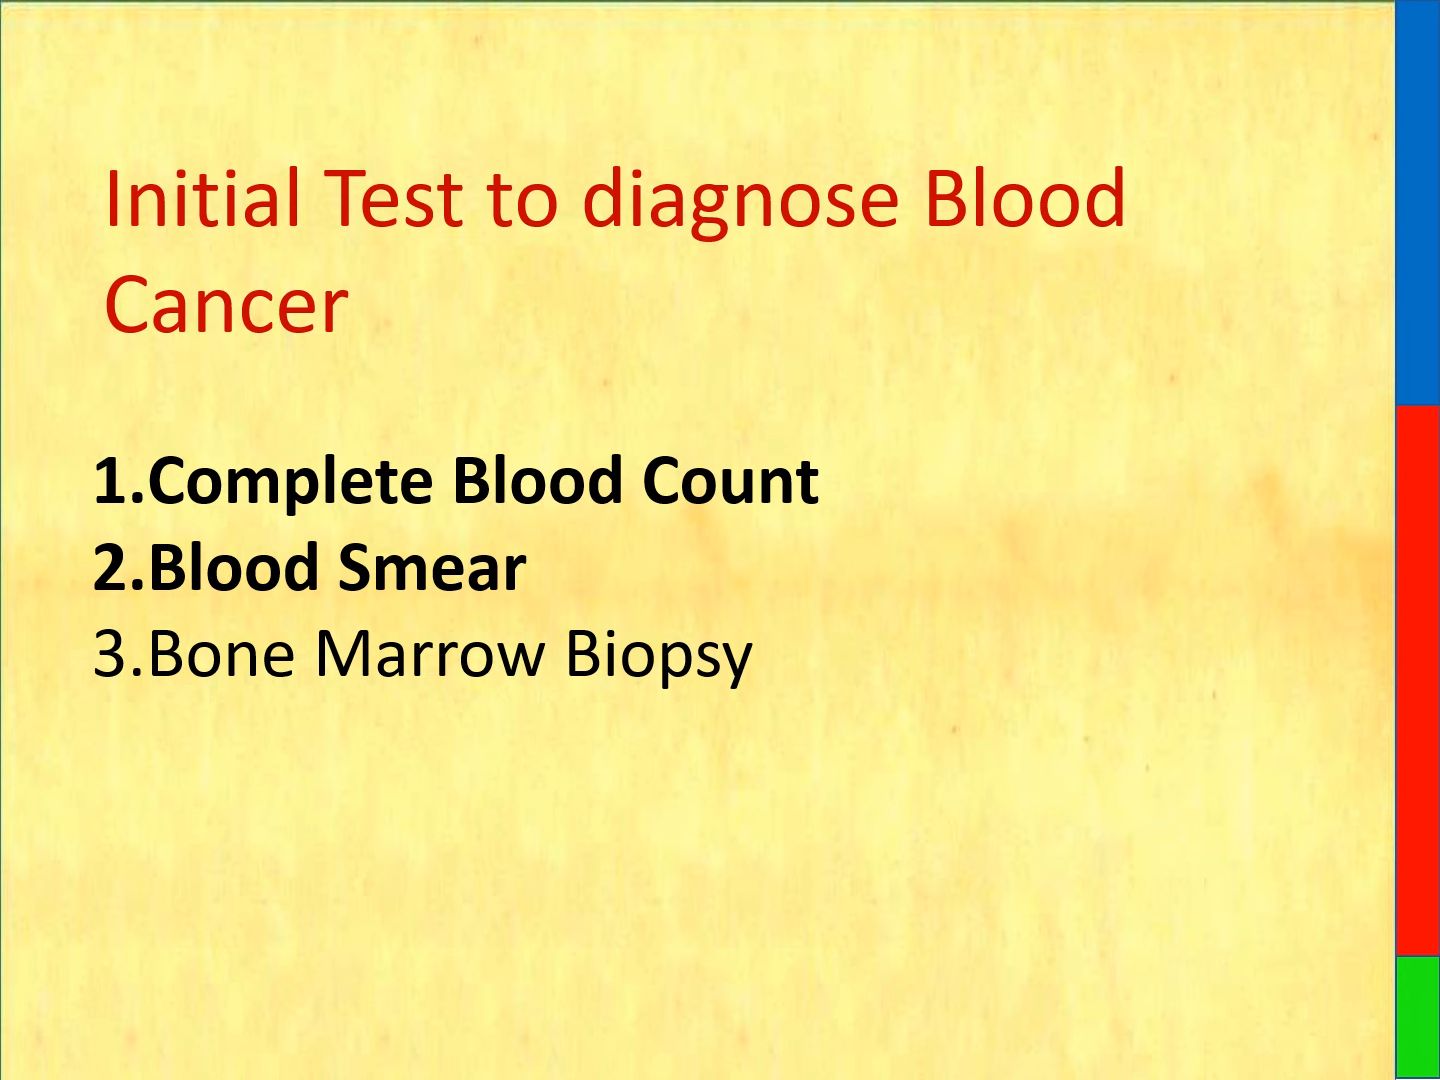 Initial Test to diagnose Blood
Cancer
1.Complete Blood Count
2.Blood Smear
3.Bone Marrow Biopsy